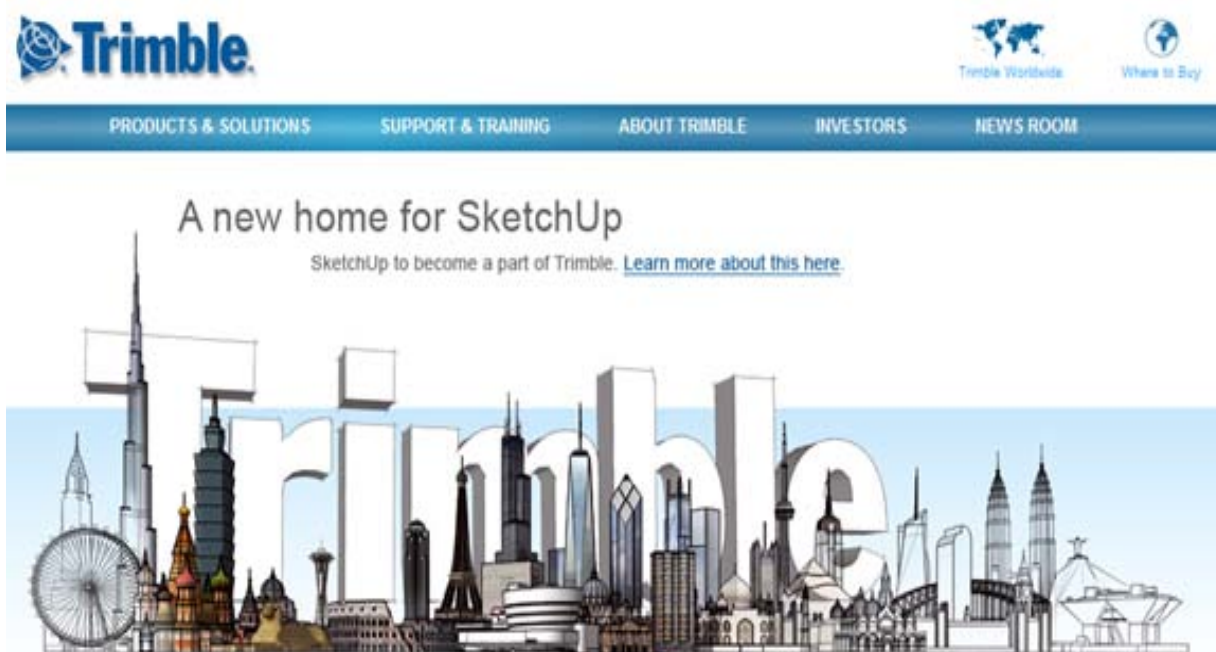 Trimble.
Trimble Worldwide
Where to Buy
PRODUCTS & SOLUTIONS
SUPPORT & TRAINING
ABOUT TRIMBLE
INVESTORS
NEWS ROOM
A new home for SketchUp
SketchUp to become a part of Trimble. Learn more about this here.
Trimble